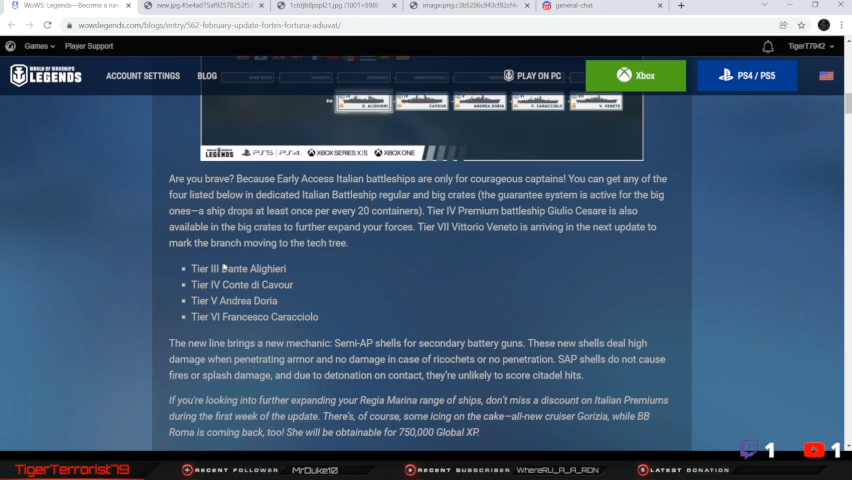 WoWS: Legends—Become a nav
new.jpg.45e4ad75af92578252f5
1ctdjb8pspl21.jpg (1001×898)
image.png.c3b5286c943cf92cf4
general-chat
wowslegends.com/blogs/entry/562-february-update-fortes-fortuna-adiuvat/
Games
Player Support
TigerT7942
WORLD OF WARSHIPS
LEGENDS
ACCOUNT SETTINGS
BLOG
PLAY ON PC
Xbox
PS4 / PS5
D. ALIGHIERI
CAVOUR
ANDREA DORIA
F. CARACCIOLO
V. VENETO
LEGENDS
PS5
PS4
XBOX SERIES X|S
XBOX ONE
Are you brave? Because Early Access Italian battleships are only for courageous captains! You can get any of the
four listed below in dedicated Italian Battleship regular and big crates (the guarantee system is active for the big
ones—a ship drops at least once per every 20 containers). Tier IV Premium battleship Giulio Cesare is also
available in the big crates to further expand your forces. Tier VII Vittorio Veneto is arriving in the next update to
mark the branch moving to the tech tree.
Tier III Dante Alighieri
Tier IV Conte di Cavour
Tier V Andrea Doria
Tier VI Francesco Caracciolo
The new line brings a new mechanic: Semi-AP shells for secondary battery guns. These new shells deal high
damage when penetrating armor and no damage in case of ricochets or no penetration. SAP shells do not cause
fires or splash damage, and due to detonation on contact, they're unlikely to score citadel hits.
If you're looking into further expanding your Regia Marina range of ships, don't miss a discount on Italian Premiums
during the first week of the update. There's, of course, some icing on the cake—all-new cruiser Gorizia, while BB
Roma is coming back, too! She will be obtainable for 750,000 Global XP.
1
1
TigerTerrorist79
RECENT FOLLOWER
MrDuke10
RECENT SUBSCRIBER
WhereRU_A_A_RON
LATEST DONATION